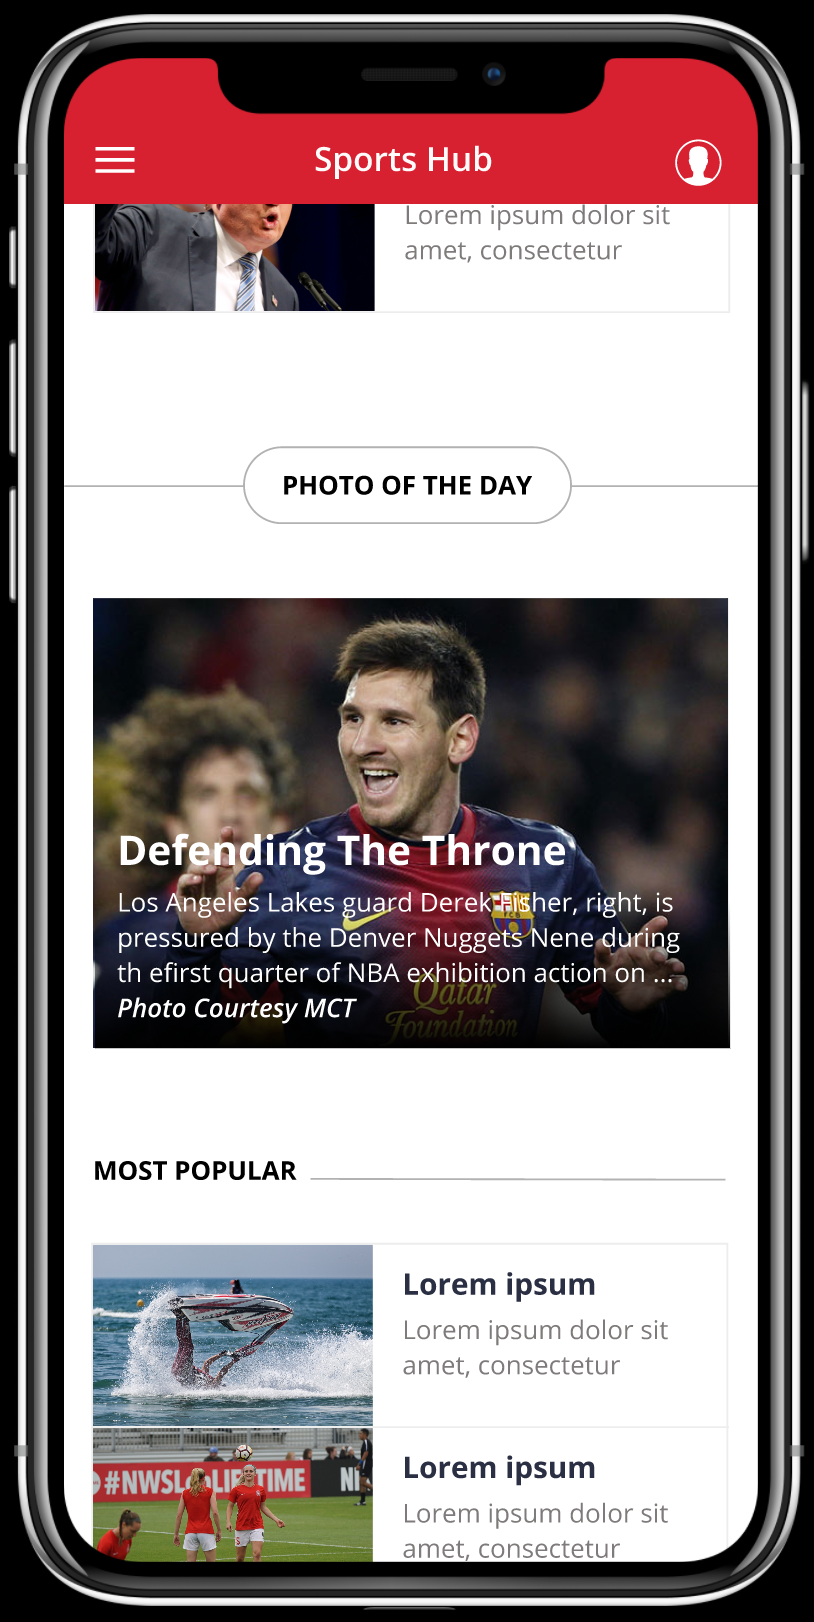 Sports Hub
Lorem ipsum dolor sit
amet, consectetur
PHOTO OF THE DAY
Defending The Throne
Los Angeles Lakes guard Derek Fisher, right, is
pressured by the Denver Nuggets Nene during
th efirst quarter of NBA exhibition action on ...
Photo Courtesy MCT
FCB
Qatar
Foundation
MOST POPULAR
Lorem ipsum
Lorem ipsum dolor sit
amet, consectetur
Lorem ipsum
Lorem ipsum dolor sit
amet, consectetur